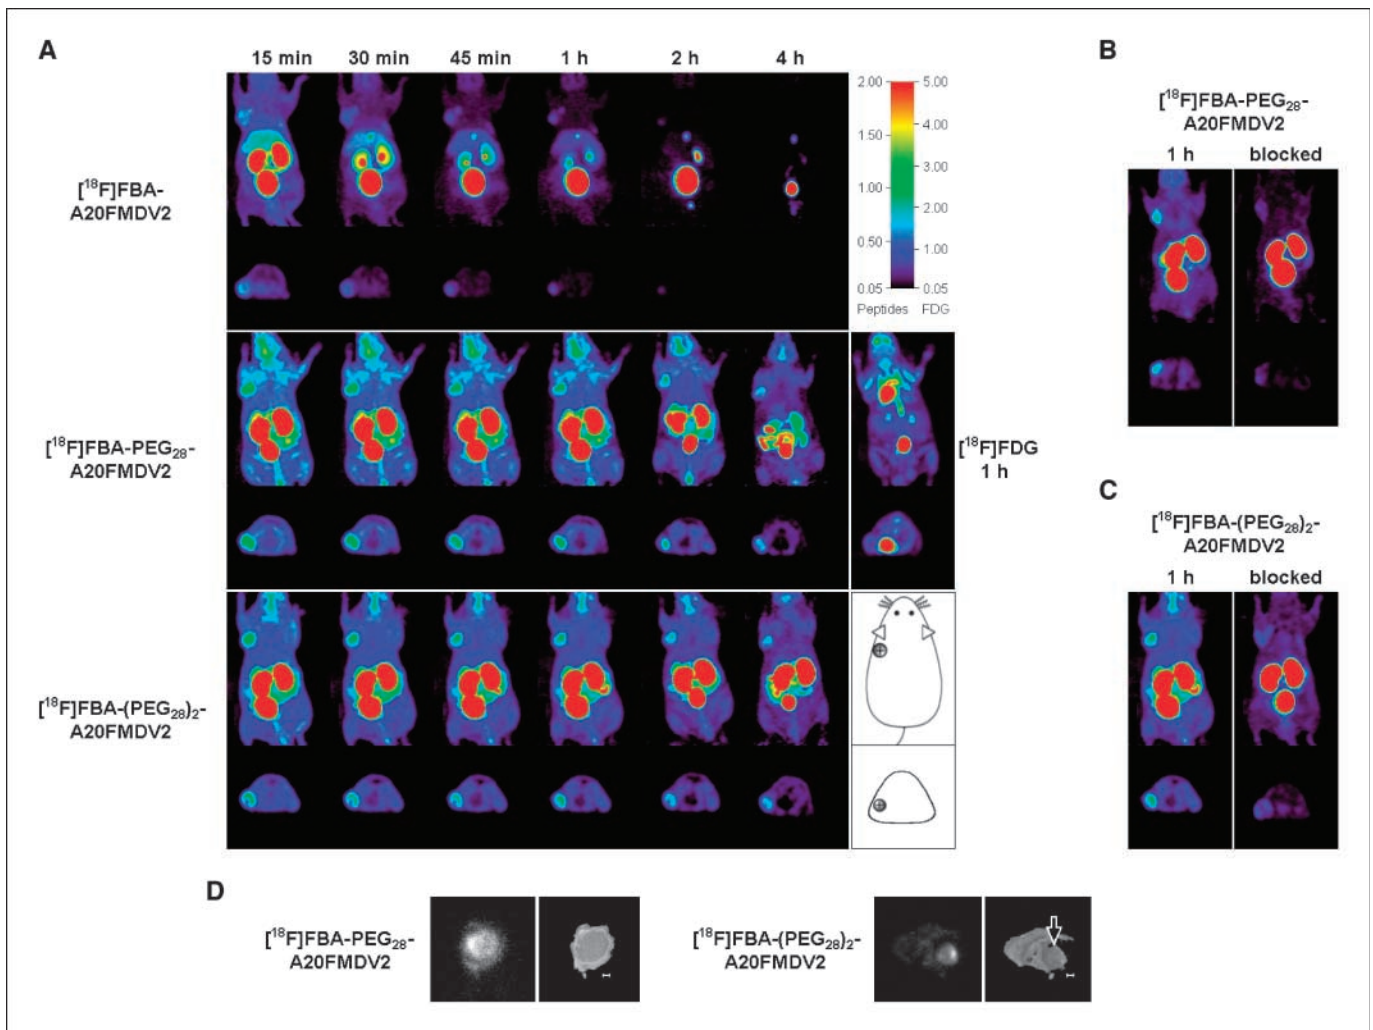 A
15 min 30 min 45 min 1 h 2 h 4 h
[18F]FBA-
A20FMDV2
2.00 5.00
1.50 4.00
3.00
1.00
2.00
0.50 1.00
0.05 0.05
Peptides FDG
[18F]FBA-PEG28-
A20FMDV2
[18F]FDG
1 h
[18F]FBA-(PEG28)2-
A20FMDV2
B
[18F]FBA-PEG28-
A20FMDV2
1 h blocked
C
[18F]FBA-(PEG28)2-
A20FMDV2
1 h blocked
D
[18F]FBA-PEG28-
A20FMDV2
[18F]FBA-(PEG28)2-
A20FMDV2